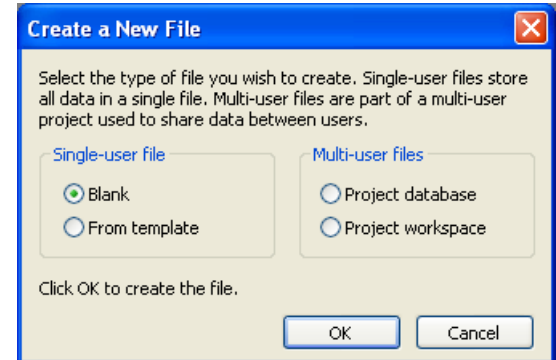 Create a New File
Select the type of file you wish to create. Single-user files store
all data in a single file. Multi-user files are part of a multi-user
project used to share data between users.
Single-user file
Blank
From template
Multi-user files
Project database
Project workspace
Click OK to create the file.
OK
Cancel